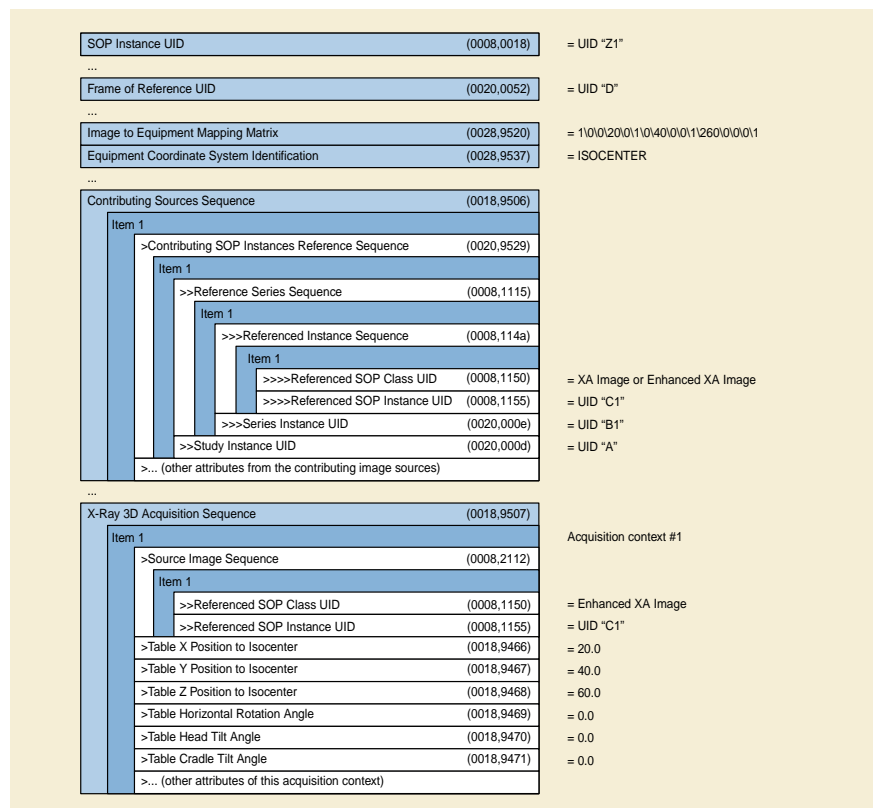 SOP Instance UID (0008,0018) = UID “Z1”
...
Frame of Reference UID (0020,0052) = UID “D”
...
Image to Equipment Mapping Matrix (0028,9520) = 1\0\0\20\0\1\0\40\0\0\1\260\0\0\0\1
Equipment Coordinate System Identification (0028,9537) = ISOCENTER
...
Contributing Sources Sequence (0018,9506)
Item 1
>Contributing SOP Instances Reference Sequence (0020,9529)
Item 1
>>Reference Series Sequence (0008,1115)
Item 1
>>>Referenced Instance Sequence (0008,114a)
Item 1
>>>>Referenced SOP Class UID (0008,1150) = XA Image or Enhanced XA Image
>>>>Referenced SOP Instance UID (0008,1155) = UID “C1”
>>>Series Instance UID (0020,000e) = UID “B1”
>>Study Instance UID (0020,000d) = UID “A”
>... (other attributes from the contributing image sources)
...
X-Ray 3D Acquisition Sequence (0018,9507)
Item 1 Acquisition context #1
>Source Image Sequence (0008,2112)
Item 1
>>Referenced SOP Class UID (0008,1150) = Enhanced XA Image
>>Referenced SOP Instance UID (0008,1155) = UID “C1”
>Table X Position to Isocenter (0018,9466) = 20.0
>Table Y Position to Isocenter (0018,9467) = 40.0
>Table Z Position to Isocenter (0018,9468) = 60.0
>Table Horizontal Rotation Angle (0018,9469) = 0.0
>Table Head Tilt Angle (0018,9470) = 0.0
>Table Cradle Tilt Angle (0018,9471) = 0.0
>... (other attributes of this acquisition context)